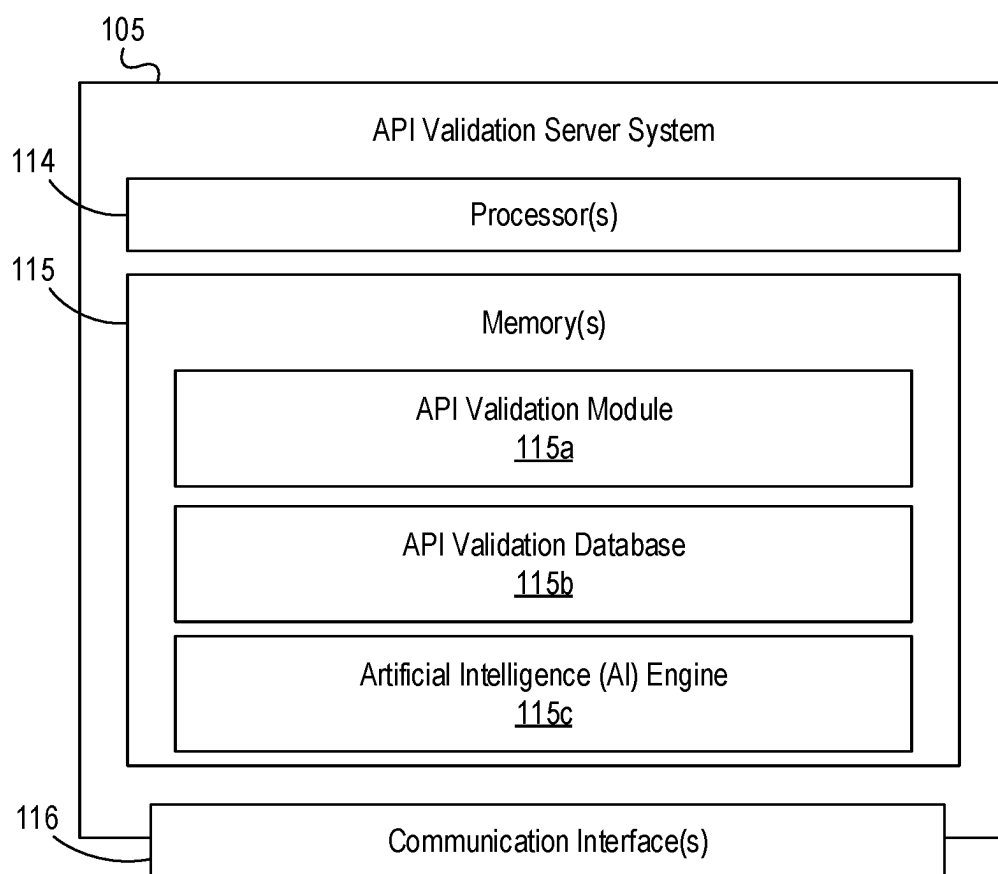 105
API Validation Server System
114
Processor(s)
115
Memory(s)
API Validation Module
115a
API Validation Database
115b
Artificial Intelligence (AI) Engine
115c
116
Communication Interface(s)